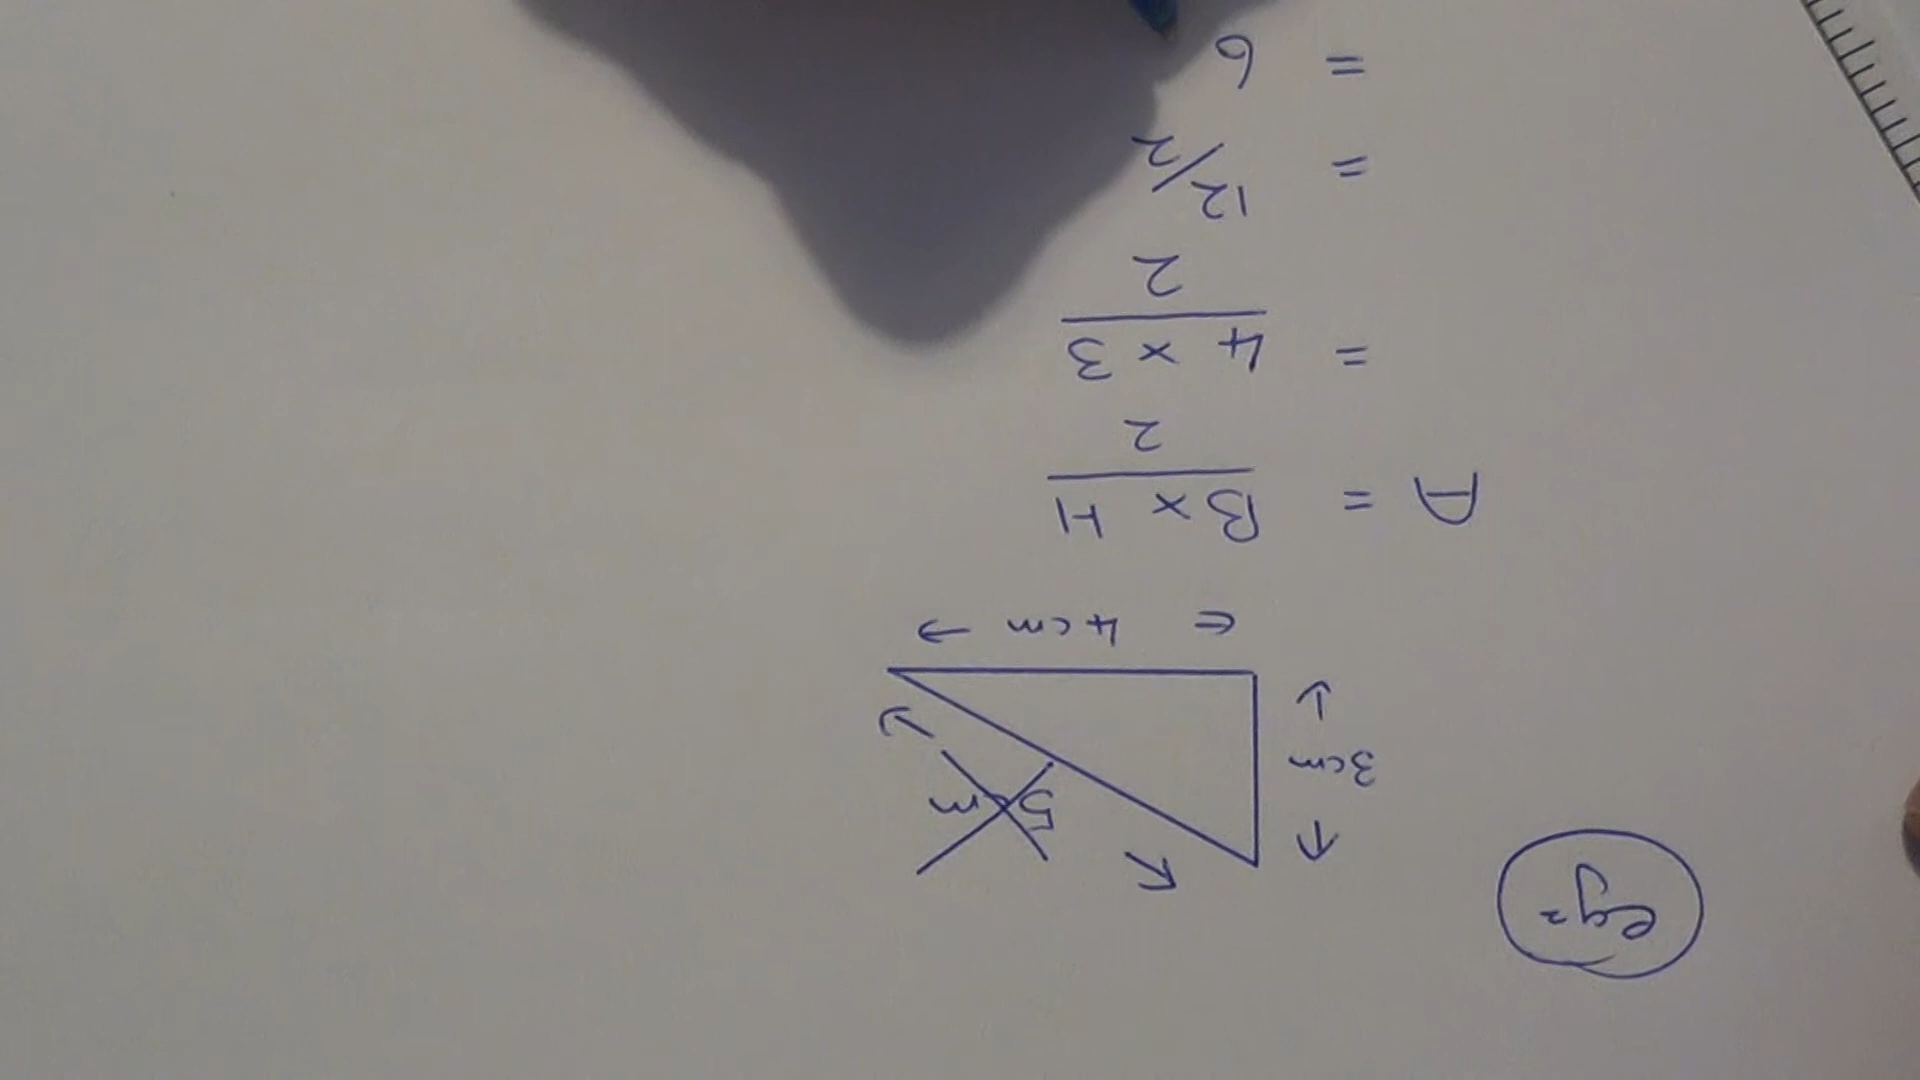 eg2
5cm
3cm
← 4cm →
A = B x H
2
= 4 x 3
2
= 12/2
= 6